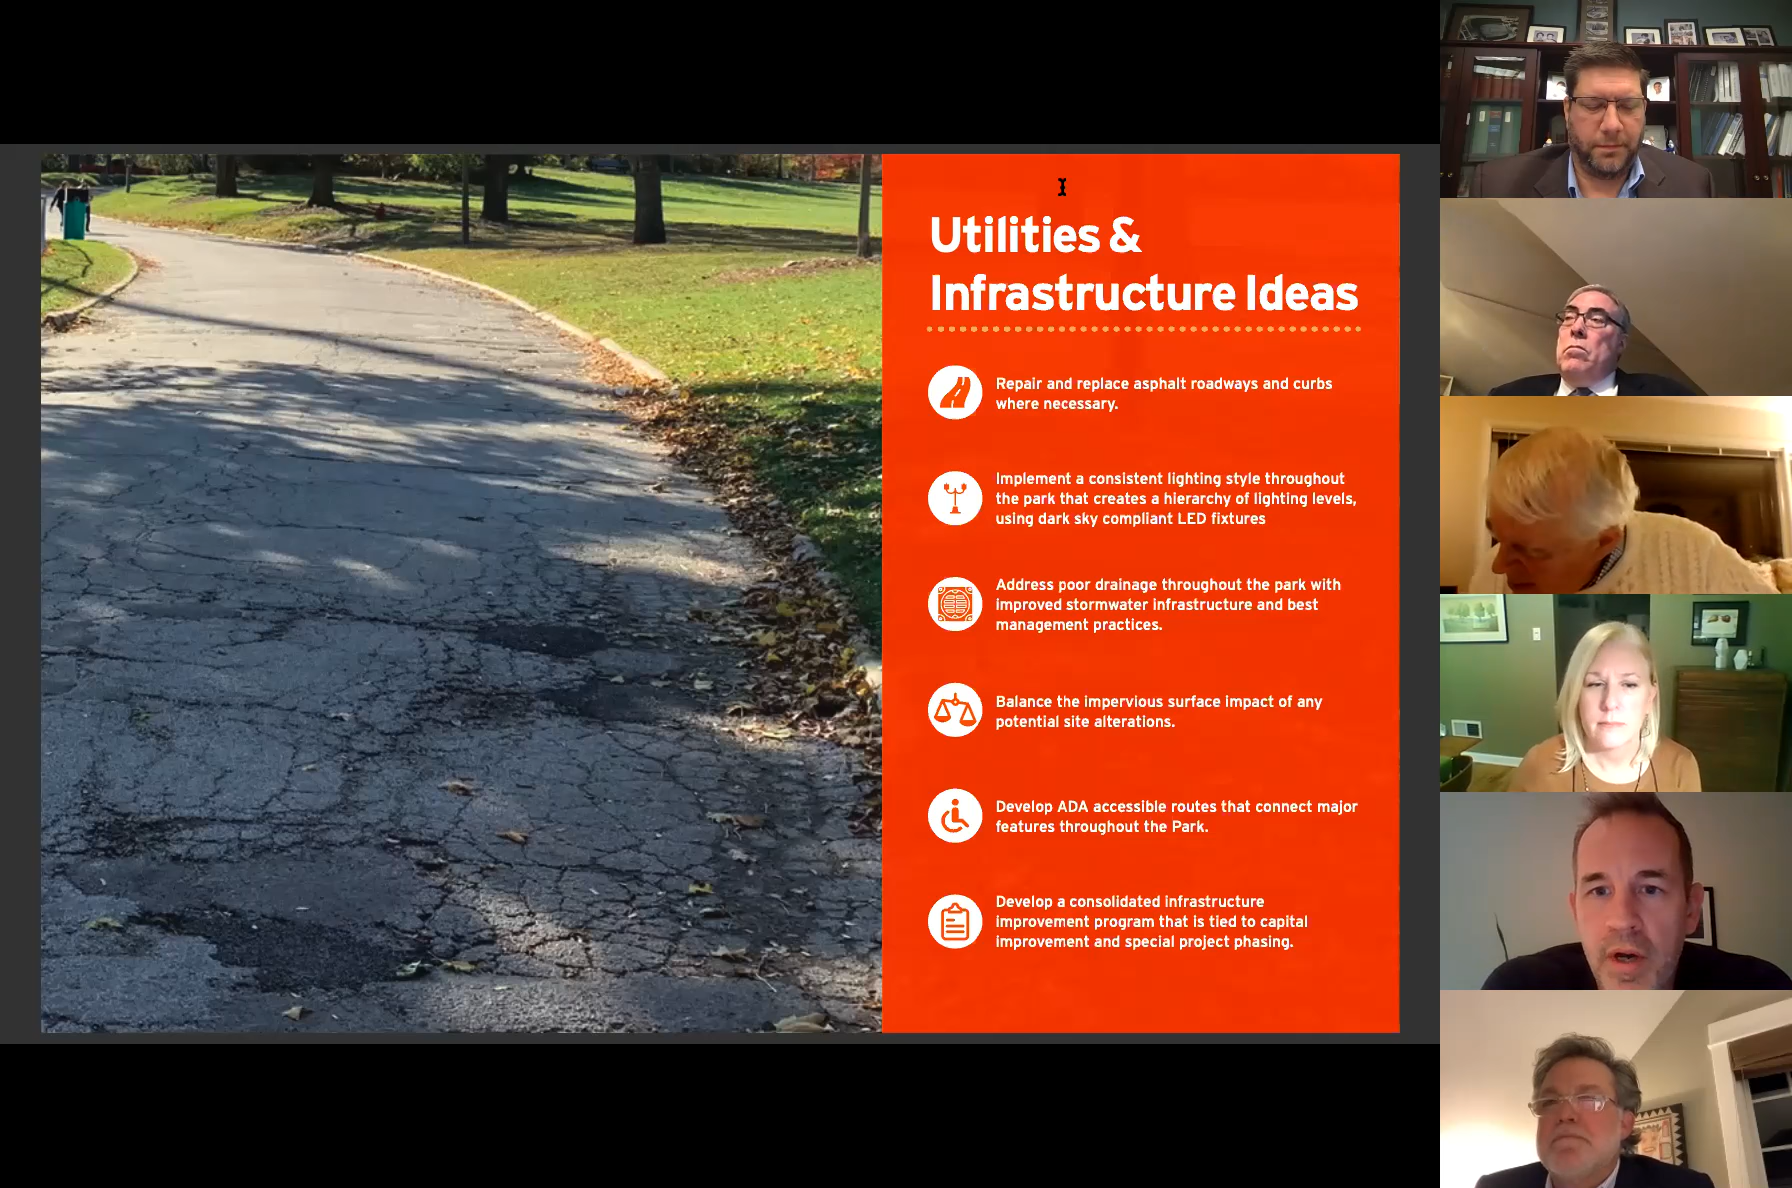 Utilities &
Infrastructure Ideas
Repair and replace asphalt roadways and curbs
where necessary.
Implement a consistent lighting style throughout
the park that creates a hierarchy of lighting levels,
using dark sky compliant LED fixtures
Address poor drainage throughout the park with
improved stormwater infrastructure and best
management practices.
Balance the impervious surface impact of any
potential site alterations.
Develop ADA accessible routes that connect major
features throughout the Park.
Develop a consolidated infrastructure
improvement program that is tied to capital
improvement and special project phasing.